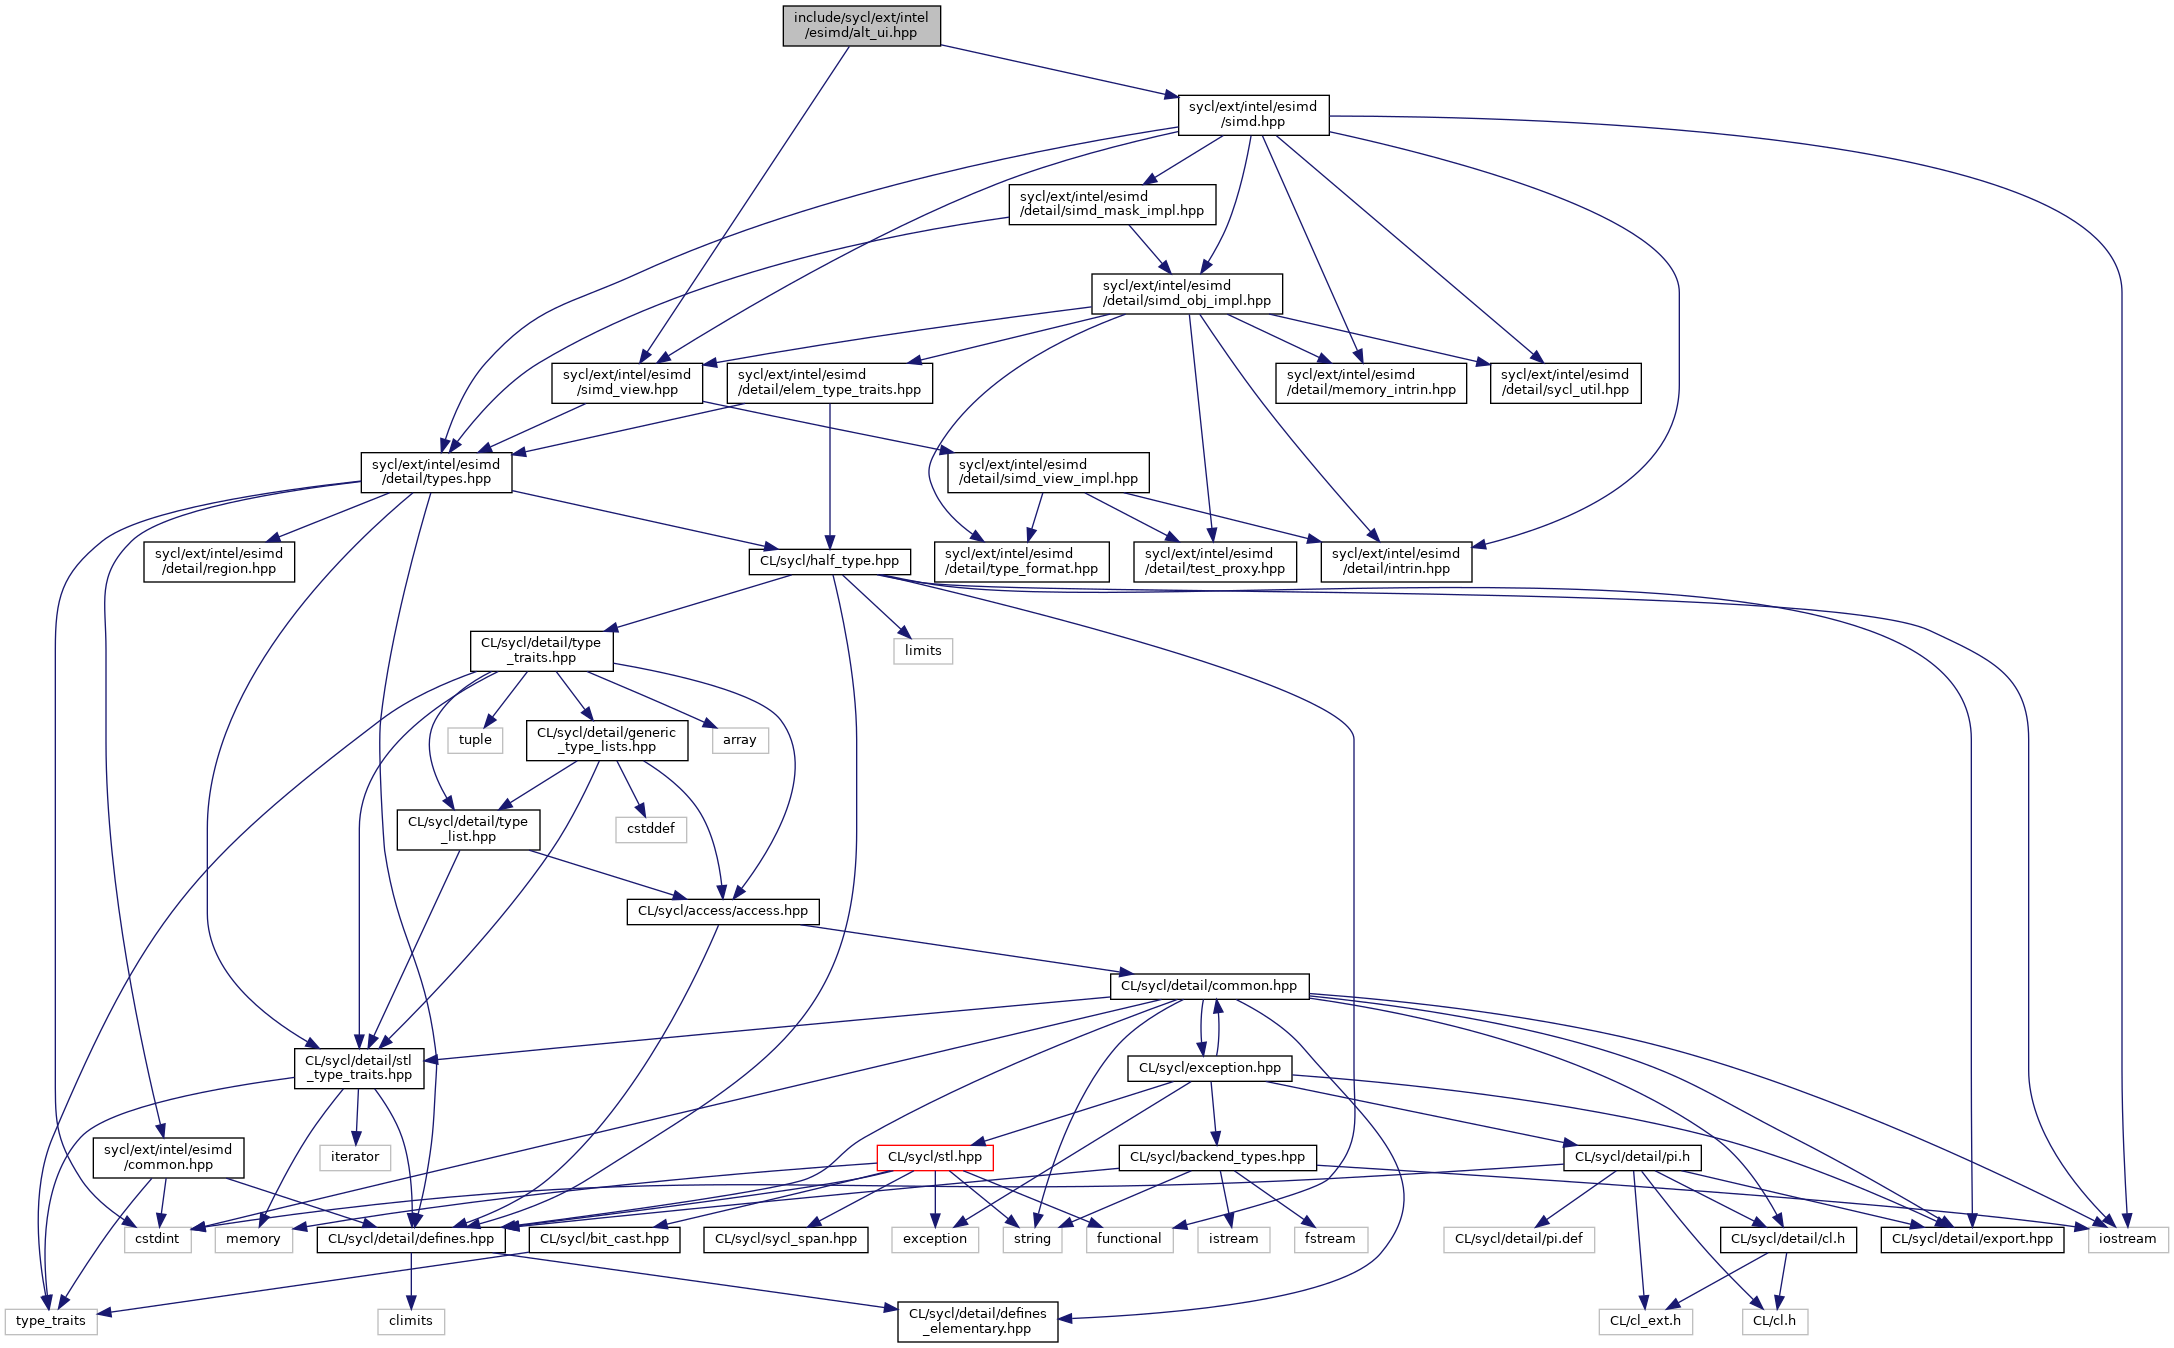 include/sycl/ext/intel
/esimd/alt_ui.hpp
sycl/ext/intel/esimd
/simd.hpp
sycl/ext/intel/esimd
/detail/simd_mask_impl.hpp
sycl/ext/intel/esimd
/detail/simd_obj_impl.hpp
sycl/ext/intel/esimd
/simd_view.hpp
sycl/ext/intel/esimd
/detail/elem_type_traits.hpp
sycl/ext/intel/esimd
/detail/memory_intrin.hpp
sycl/ext/intel/esimd
/detail/sycl_util.hpp
sycl/ext/intel/esimd
/detail/types.hpp
sycl/ext/intel/esimd
/detail/simd_view_impl.hpp
sycl/ext/intel/esimd
/detail/region.hpp
CL/sycl/half_type.hpp
sycl/ext/intel/esimd
/detail/type_format.hpp
sycl/ext/intel/esimd
/detail/test_proxy.hpp
sycl/ext/intel/esimd
/detail/intrin.hpp
CL/sycl/detail/type
_traits.hpp
limits
tuple
CL/sycl/detail/generic
_type_lists.hpp
array
CL/sycl/detail/type
_list.hpp
cstddef
CL/sycl/access/access.hpp
CL/sycl/detail/common.hpp
CL/sycl/detail/stl
_type_traits.hpp
CL/sycl/exception.hpp
sycl/ext/intel/esimd
/common.hpp
iterator
CL/sycl/stl.hpp
CL/sycl/backend_types.hpp
CL/sycl/detail/pi.h
cstdint
memory
CL/sycl/detail/defines.hpp
CL/sycl/bit_cast.hpp
CL/sycl/sycl_span.hpp
exception
string
functional
istream
fstream
CL/sycl/detail/pi.def
CL/sycl/detail/cl.h
CL/sycl/detail/export.hpp
iostream
type_traits
climits
CL/sycl/detail/defines
_elementary.hpp
CL/cl_ext.h
CL/cl.h